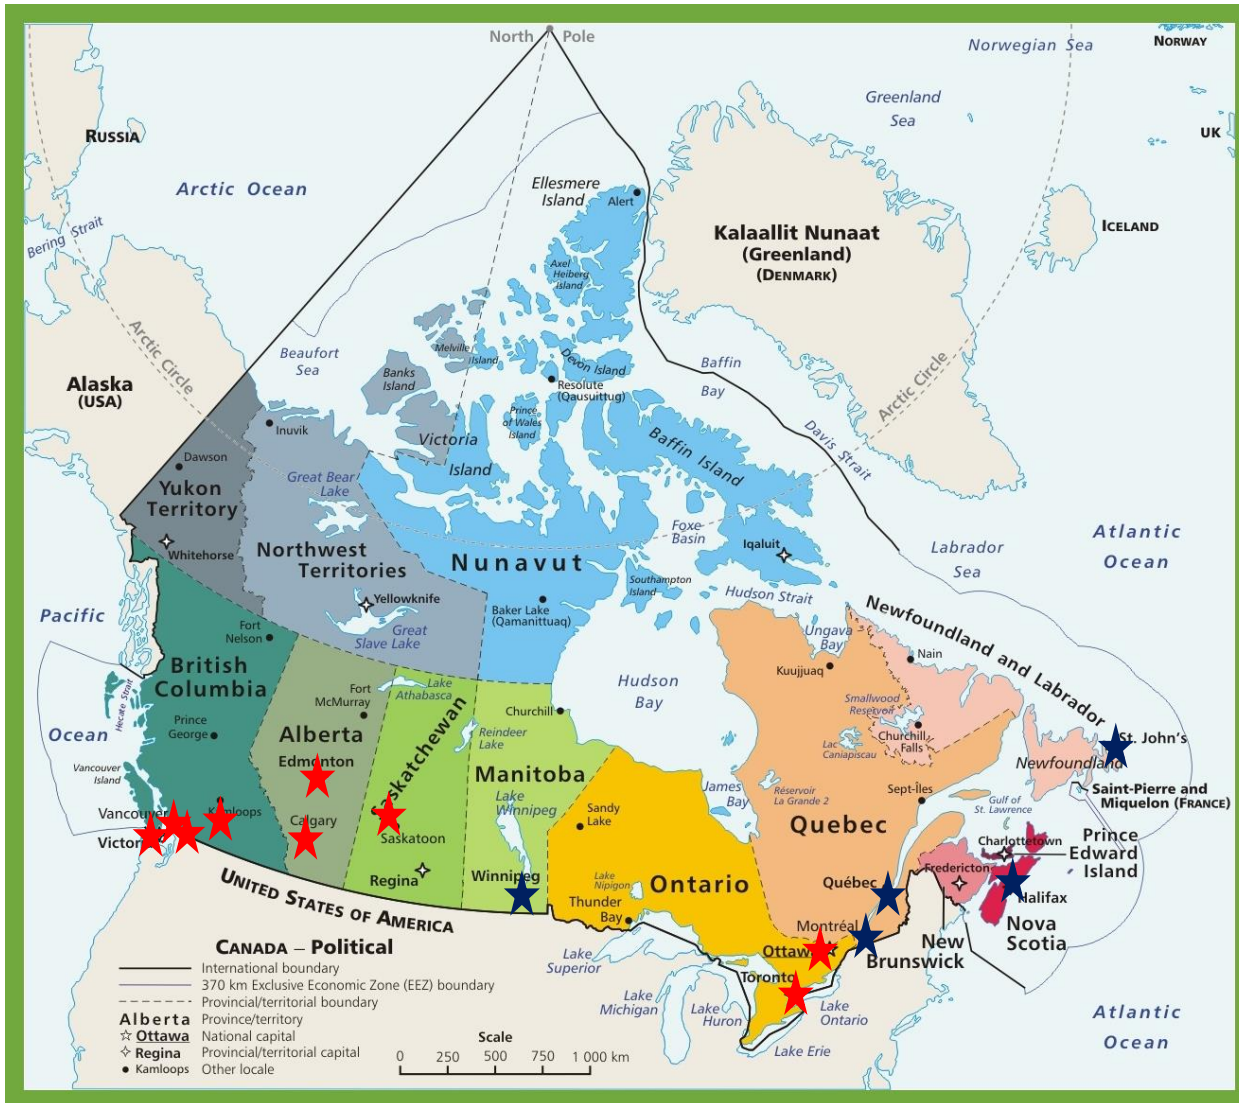 North Pole
Norwegian Sea
NORWAY
Greenland
Sea
UK
RUSSIA
Arctic Ocean
Ellesmere
Island
Alert
Bering Strait
Kalaallit Nunaat
(Greenland)
(DENMARK)
ICELAND
Axel
Heiberg
Island
Arctic Circle
Beaufort
Sea
Melville Island
Devon Island
Banks
Island
Baffin
Bay
Arctic Circle
Alaska
(USA)
Resolute
(Qausuittug)
Prince
of Wales
Island
Davis Strait
Inuvik
Victoria
Island
Baffin Island
Dawson
Great Bear
Lake
Yukon
Territory
Foxe
Basin
Iqaluit
Atlantic
Ocean
Whitehorse
Northwest
Territories
Nunavut
Labrador
Sea
Southampton
Island
Hudson Strait
Yellowknife
Baker Lake
(Qamanittuaq)
Newfoundland and Labrador
Pacific
Ocean
Fort
Nelson
Great
Slave Lake
Ungava
Bay
Nain
Kuujjuaq
British
Columbia
Hudson
Bay
Hecate Strait
Fort
McMurray
Lake
Athabasca
Smallwood
Reservoir
Churchill
Prince
George
Alberta
Saskatchewan
Reindeer
Lake
Churchill
Falls
Lac
Caniapiscau
St. John's
Edmonton
Manitoba
Newfoundland
Vancouver
Island
Lake
Winnipeg
James
Bay
Réservoir
La Grande 2
Sept-Îles
Saint-Pierre and
Miquelon (FRANCE)
Gulf of
St. Lawrence
Vancouver
Kamloops
Calgary
Sandy
Lake
Quebec
Victor
Saskatoon
Charlottetown
Prince
Edward
Island
Regina
Winnipeg
Lake
Nipigon
Ontario
Québec
Fredericton
Halifax
UNITED STATES OF AMERICA
Thunder
Bay
Montréal
Nova
Scotia
Ottawa
New
Brunswick
Lake
Superior
Toronto
Lake
Michigan
Lake
Huron
Lake
Ontario
Lake Erie
Atlantic
Ocean
CANADA – Political
International boundary
370 km Exclusive Economic Zone (EEZ) boundary
Provincial/territorial boundary
Alberta Province/territory
Ottawa National capital
Regina Provincial/territorial capital
Kamloops Other locale
Scale
0 250 500 750 1 000 km